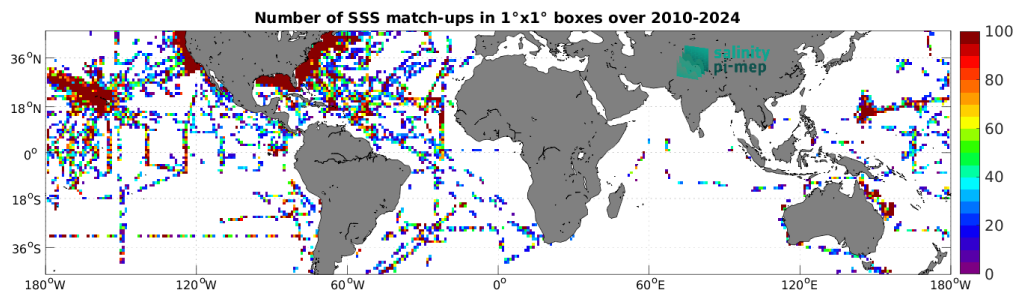 Number of SSS match-ups in 1°x1° boxes over 2010-2024
salinity
pi-mep
36°N
18°N
0°
18°S
36°S
180°W
120°W
60°W
0°
60°E
120°E
180°W
100
80
60
40
20
0